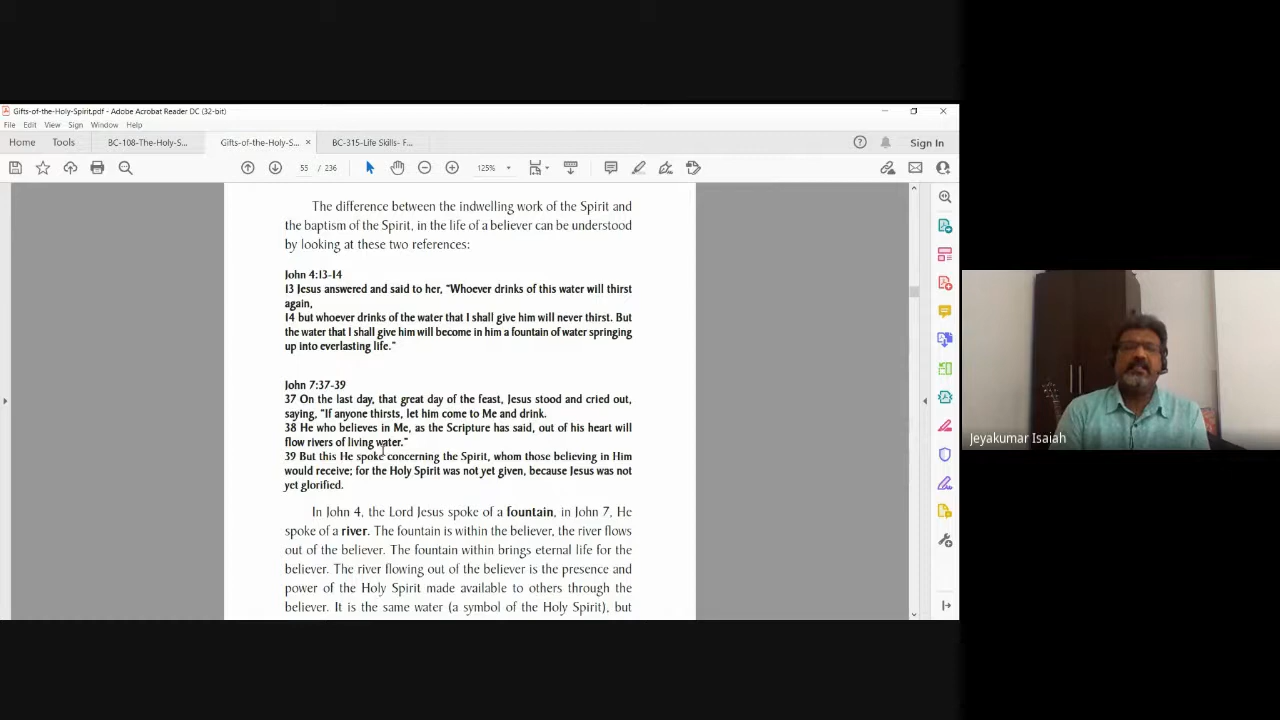 Gifts-of-the-Holy-Spirit.pdf - Adobe Acrobat Reader DC (32-bit)
File Edit View Sign Window Help
Home Tools BC-108-The-Holy-S... Gifts-of-the-Holy-S... × BC-315-Life Skills- F... Sign In
55 / 236 125%
The difference between the indwelling work of the Spirit and
the baptism of the Spirit, in the life of a believer can be understood
by looking at these two references:
John 4:13-14
13 Jesus answered and said to her, "Whoever drinks of this water will thirst
again,
14 but whoever drinks of the water that I shall give him will never thirst. But
the water that I shall give him will become in him a fountain of water springing
up into everlasting life."
John 7:37-39
37 On the last day, that great day of the feast, Jesus stood and cried out,
saying, "If anyone thirsts, let him come to Me and drink.
38 He who believes in Me, as the Scripture has said, out of his heart will
flow rivers of living water."
39 But this He spoke concerning the Spirit, whom those believing in Him
would receive; for the Holy Spirit was not yet given, because Jesus was not
yet glorified.
In John 4, the Lord Jesus spoke of a fountain, in John 7, He
spoke of a river. The fountain is within the believer, the river flows
out of the believer. The fountain within brings eternal life for the
believer. The river flowing out of the believer is the presence and
power of the Holy Spirit made available to others through the
believer. It is the same water (a symbol of the Holy Spirit), but
Jeyakumar Isaiah